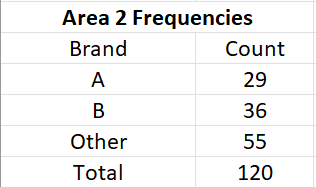 Area 2 Frequencies
Brand Count
A 29
B 36
Other 55
Total 120